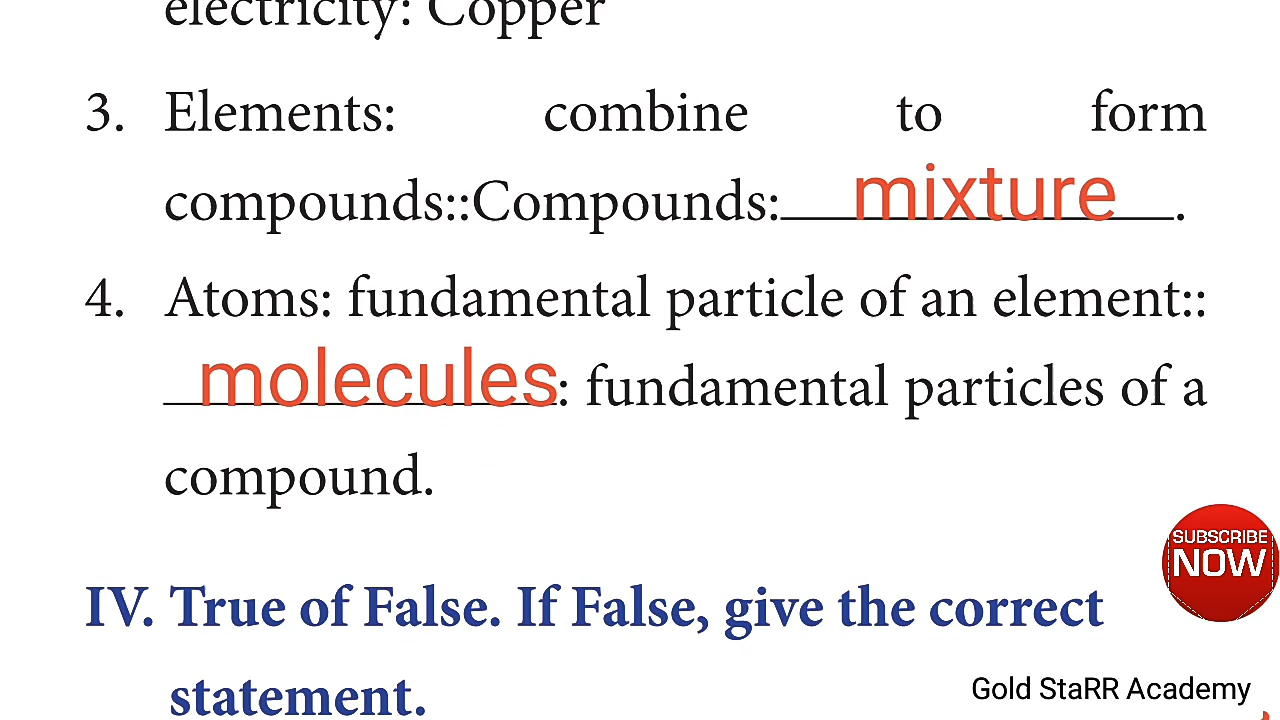 electricity: Copper
3. Elements: combine to form
compounds::Compounds: mixture.
4. Atoms: fundamental particle of an element::
molecules: fundamental particles of a
compound.
SUBSCRIBE
NOW
IV. True of False. If False, give the correct
statement.
Gold StaRR Academy